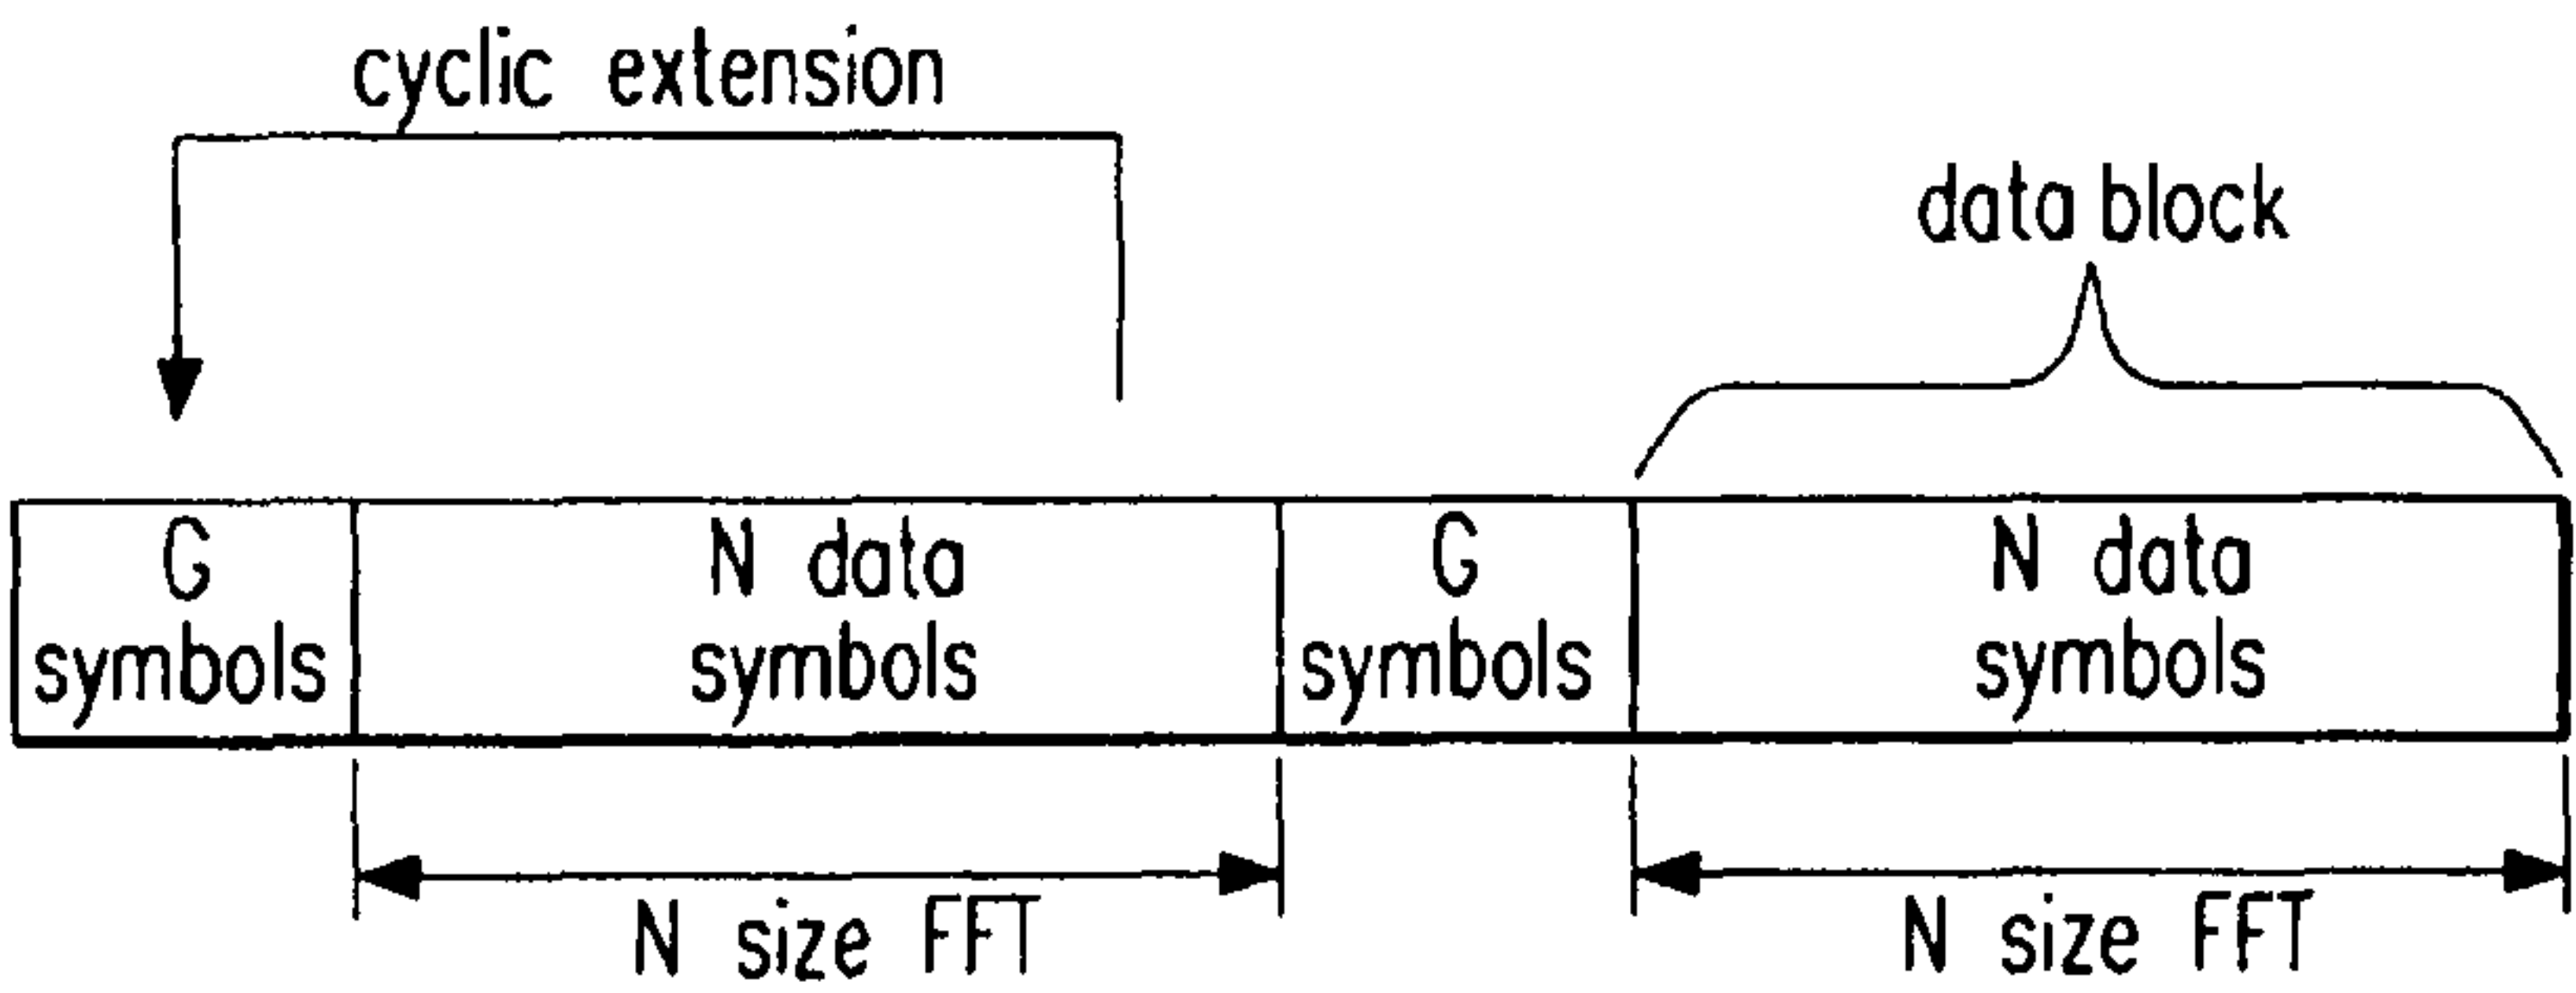 cyclic extension
data block
G
symbols
N data
symbols
G
symbols
N data
symbols
N size FFT
N size FFT